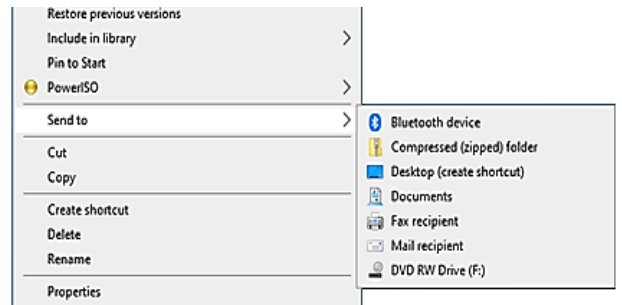 Restore previous versions
Include in library
Pin to Start
PowerISO
Send to
Cut
Copy
Create shortcut
Delete
Rename
Properties
Bluetooth device
Compressed (zipped) folder
Desktop (create shortcut)
Documents
Fax recipient
Mail recipient
DVD RW Drive (F:)